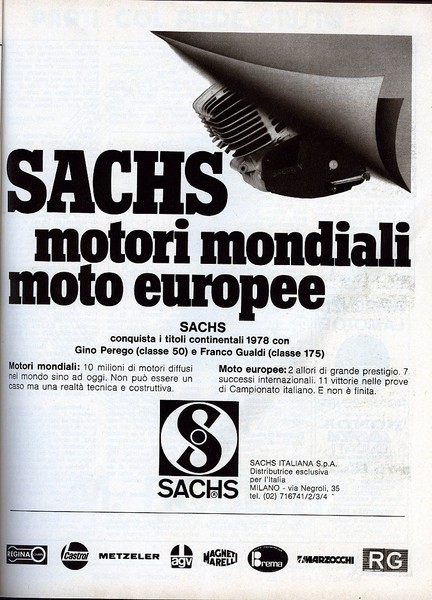 SACHS
motori mondiali
moto europee
SACHS
conquista i titoli continentali 1978 con
Gino Perego (classe 50) e Franco Gualdi (classe 175)
Motori mondiali: 10 milioni di motori diffusi
nel mondo sino ad oggi. Non può essere un
caso ma una realtà tecnica e costruttiva.
Moto europee: 2 allori di grande prestigio. 7
successi internazionali. 11 vittorie nelle prove
di Campionato italiano. E non è finita.
S
SACHS
SACHS ITALIANA S.p.A.
Distributrice esclusiva
per l'Italia
MILANO - via Negroli, 35
tel. (02) 716741/2/3/4
REGINA
Castrol
METZELER
agv
MAGNETI
MARELLI
Brema
MARZOCCHI
RG